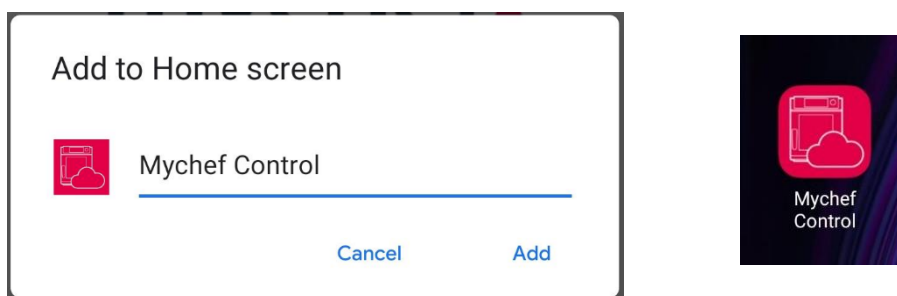 Add to Home screen
Mychef Control
Cancel Add
Mychef
Control